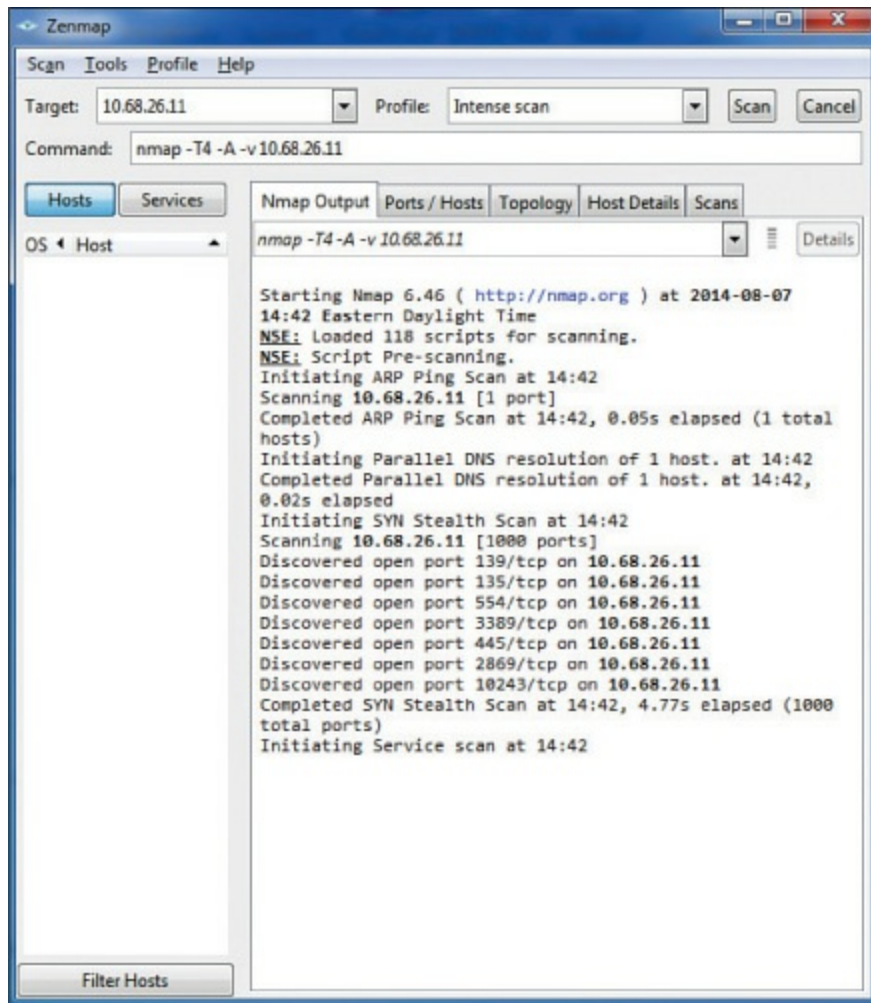 Zenmap
Scan Tools Profile Help
Target: 10.68.26.11 Profile: Intense scan Scan Cancel
Command: nmap -T4 -A -v 10.68.26.11
Hosts Services
Nmap Output Ports / Hosts Topology Host Details Scans
OS Host
nmap -T4 -A -v 10.68.26.11 Details
Starting Nmap 6.46 ( http://nmap.org ) at 2014-08-07
14:42 Eastern Daylight Time
NSE: Loaded 118 scripts for scanning.
NSE: Script Pre-scanning.
Initiating ARP Ping Scan at 14:42
Scanning 10.68.26.11 [1 port]
Completed ARP Ping Scan at 14:42, 0.05s elapsed (1 total
hosts)
Initiating Parallel DNS resolution of 1 host. at 14:42
Completed Parallel DNS resolution of 1 host. at 14:42,
0.02s elapsed
Initiating SYN Stealth Scan at 14:42
Scanning 10.68.26.11 [1000 ports]
Discovered open port 139/tcp on 10.68.26.11
Discovered open port 135/tcp on 10.68.26.11
Discovered open port 554/tcp on 10.68.26.11
Discovered open port 3389/tcp on 10.68.26.11
Discovered open port 445/tcp on 10.68.26.11
Discovered open port 2869/tcp on 10.68.26.11
Discovered open port 10243/tcp on 10.68.26.11
Completed SYN Stealth Scan at 14:42, 4.77s elapsed (1000
total ports)
Initiating Service scan at 14:42
Filter Hosts